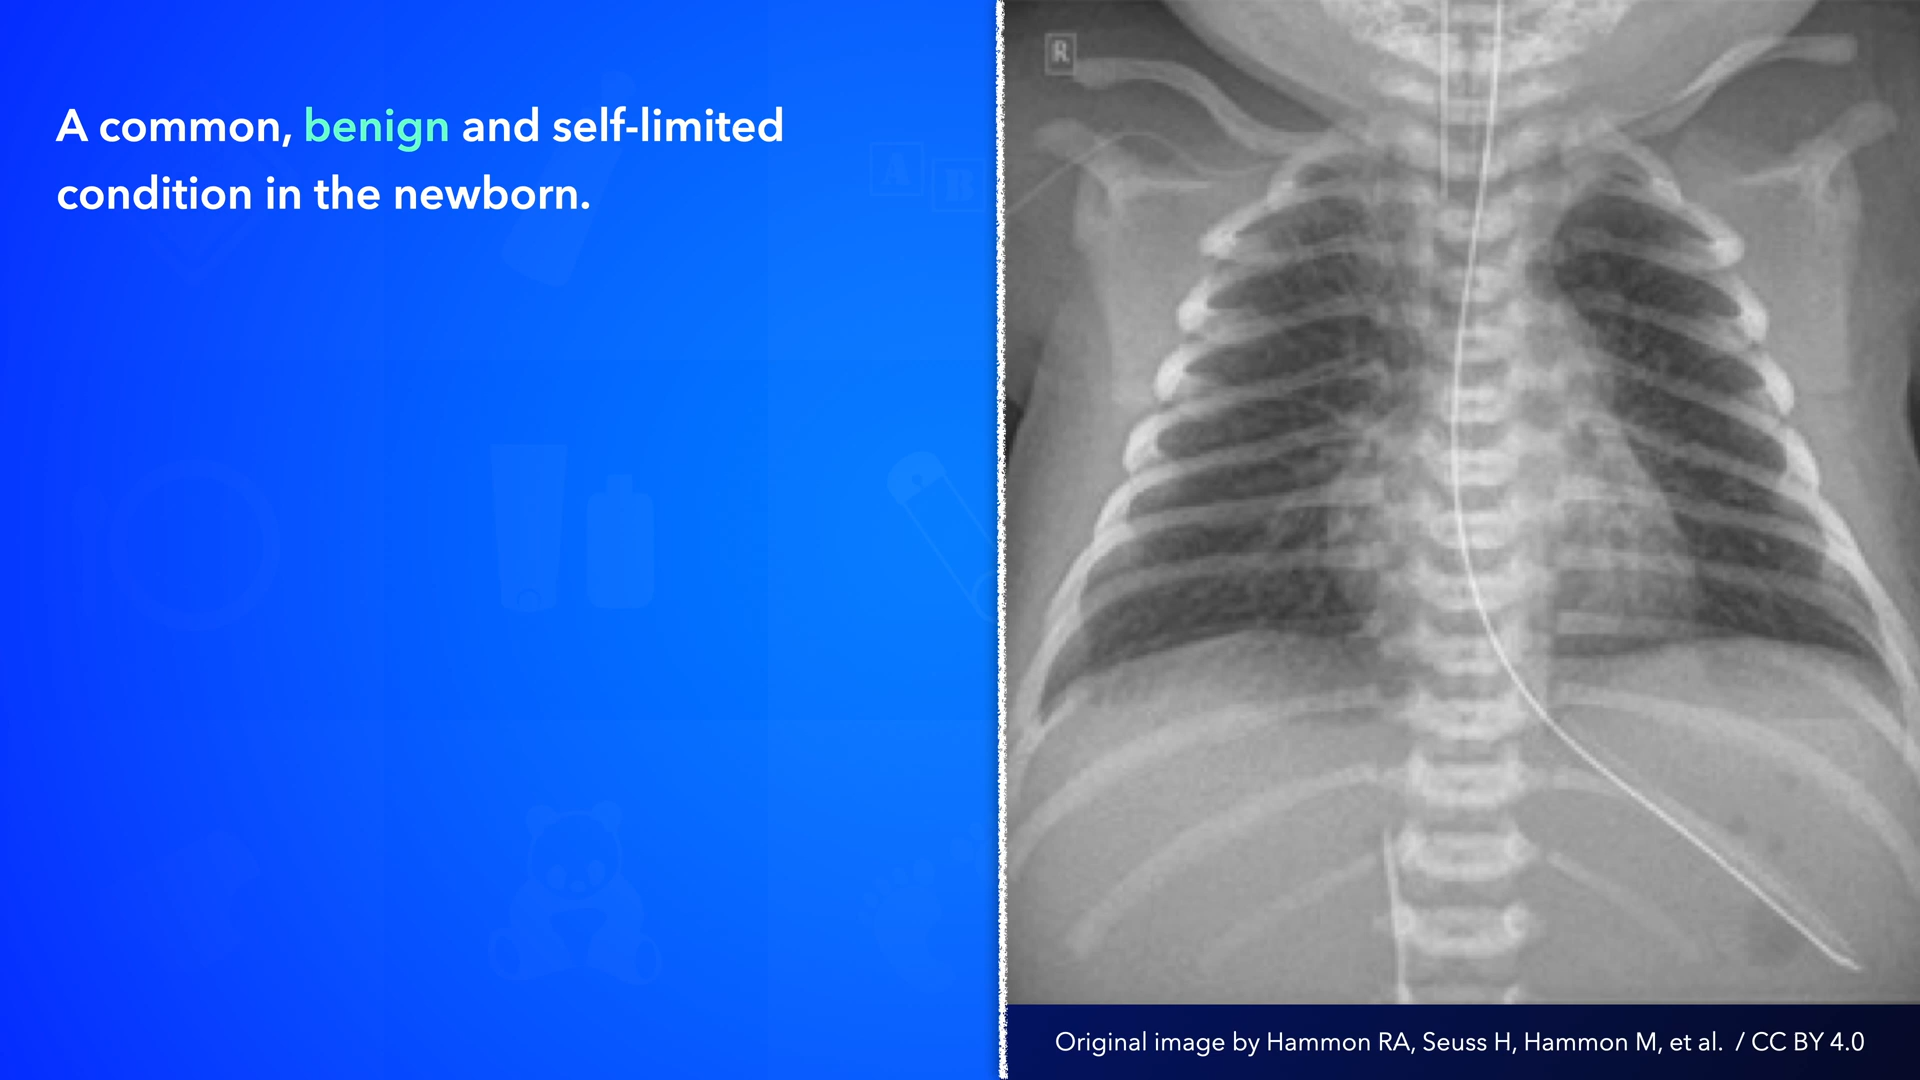 A common, benign and self-limited
condition in the newborn.
A B
R
Original image by Hammon RA, Seuss H, Hammon M, et al. / CC BY 4.0